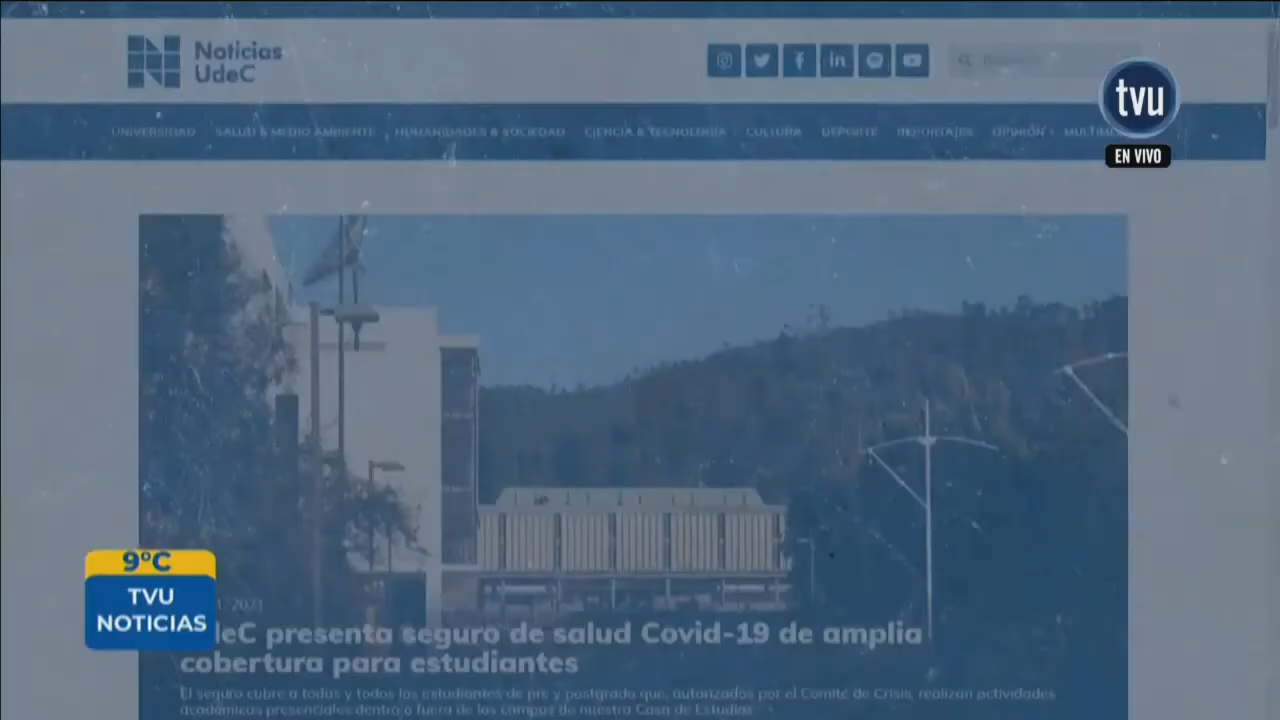 Noticias
UdeC
tvu
EN VIVO
UNIVERSIDAD SALUD & MEDIO AMBIENTE HUMANIDADES & SOCIEDAD CIENCIA & TECNOLOGÍA CULTURA DEPORTE REPORTAJES OPINIÓN
9°C
TVU
NOTICIAS
2021
presenta seguro de salud Covid-19 de amplia
cobertura para estudiantes
El seguro cubre a todas y todos los estudiantes de pre y postgrado que, autorizados por el Comité de Crisis, realizan actividades
académicas presenciales dentro o fuera de los campus de nuestra Casa de Estudios.